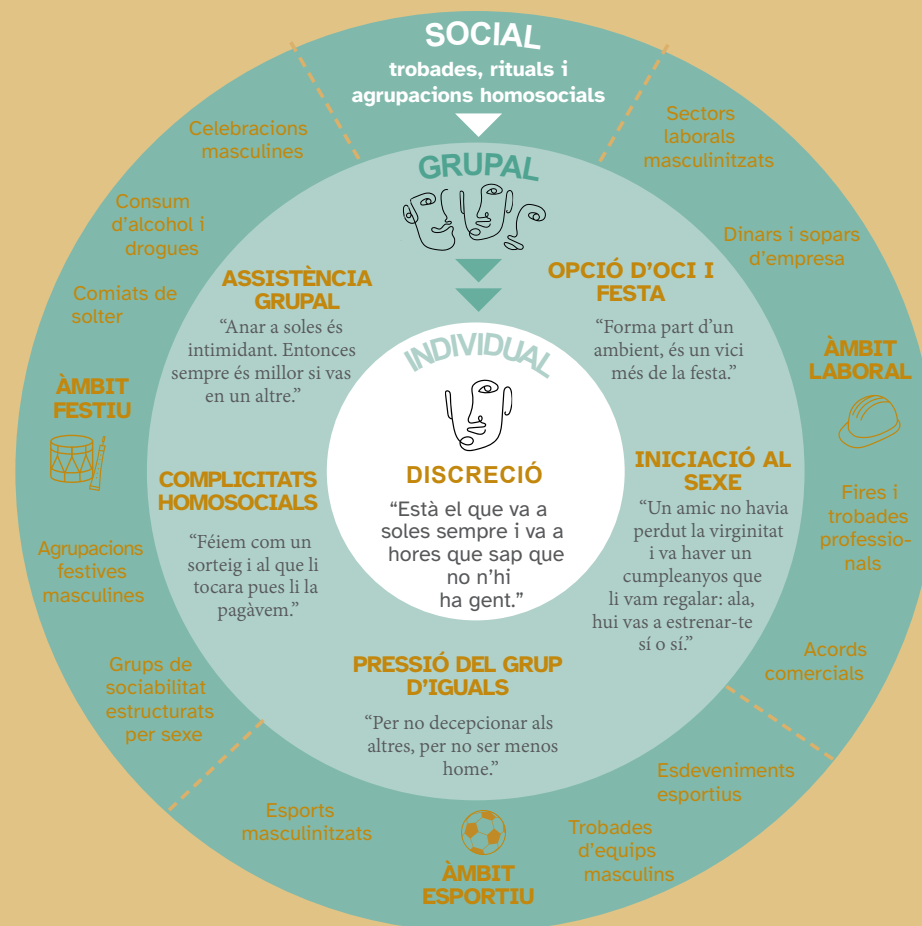 SOCIAL
trobades, rituals i
agrupacions homosocials
GRUPAL
INDIVIDUAL
DISCRECIÓ
“Està el que va a
soles sempre i va a
hores que sap que
no n’hi
ha gent.”
ASSISTÈNCIA
GRUPAL
“Anar a soles és
intimidant. Entonces
sempre és millor si vas
en un altre.”
OPCIÓ D’OCI I
FESTA
“Forma part d’un
ambient, és un vici
més de la festa.”
COMPLICITATS
HOMOSOCIALS
“Féiem com un
sorteig i al que li
tocara pues li la
pagàvem.”
INICIACIÓ AL
SEXE
“Un amic no havia
perdut la virginitat
i va haver un
cumpleanyos que
li vam regalar: ala,
hui vas a estrenar-te
sí o sí.”
PRESSIÓ DEL GRUP
D’IGUALS
“Per no decepcionar als
altres, per no ser menos
home.”
Celebracions
masculines
Consum
d’alcohol i
drogues
Comiats de
solter
ÀMBIT
FESTIU
Agrupacions
festives
masculines
Grups de
sociabilitat
estructurats
per sexe
Sectors
laborals
masculinitzats
Dinars i sopars
d’empresa
ÀMBIT
LABORAL
Fires i
trobades
professio-
nals
Acords
comercials
Esports
masculinitzats
ÀMBIT
ESPORTIU
Trobades
d’equips
masculins
Esdeveniments
esportius